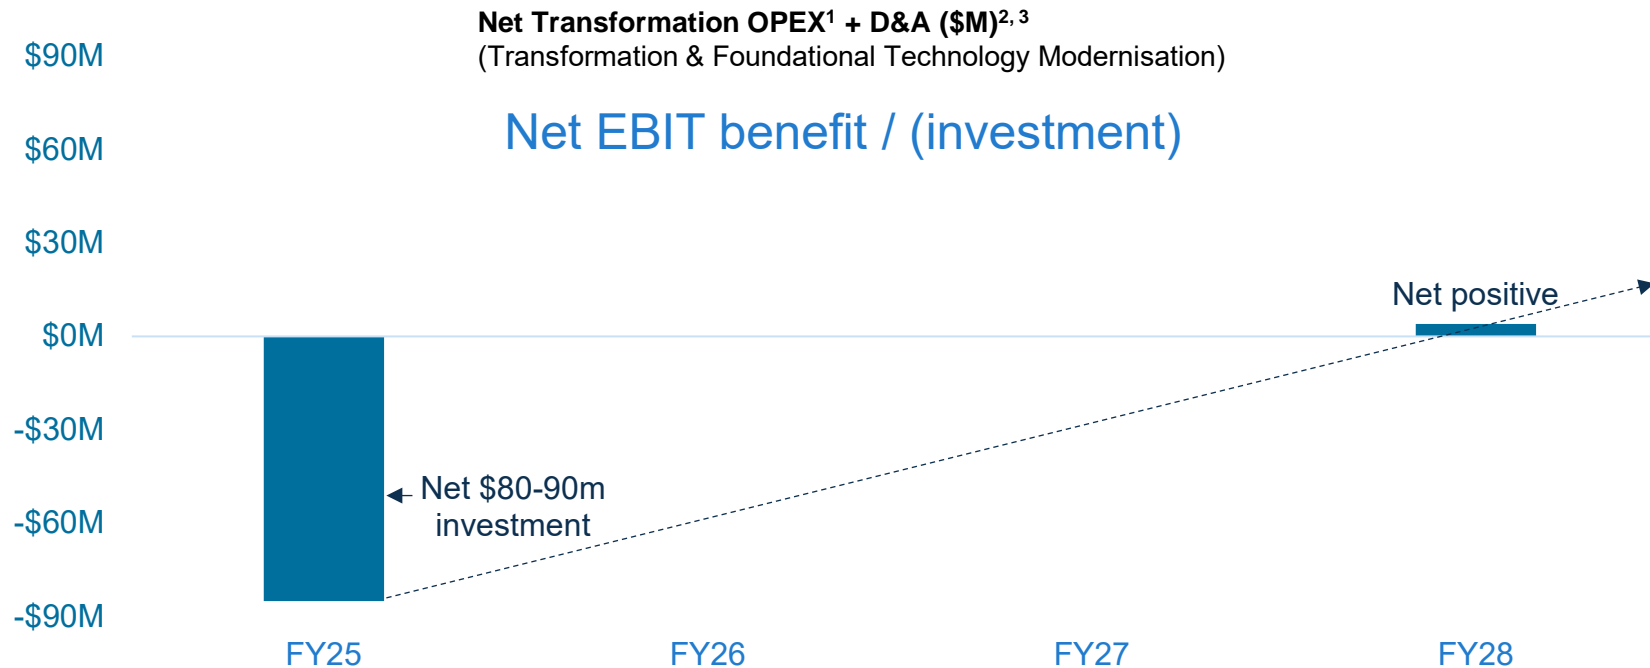 Net Transformation OPEX¹ + D&A ($M)²,³
(Transformation & Foundational Technology Modernisation)
Net EBIT benefit / (investment)
$90M
$60M
$30M
$0M
-$30M
-$60M
-$90M
Net positive
Net $80-90m
investment
FY25
FY26
FY27
FY28